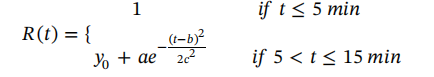 1 if t ≤ 5 min
R(t) = {
y₀ + ae^(−(t−b)²/2c²) if 5 < t ≤ 15 min